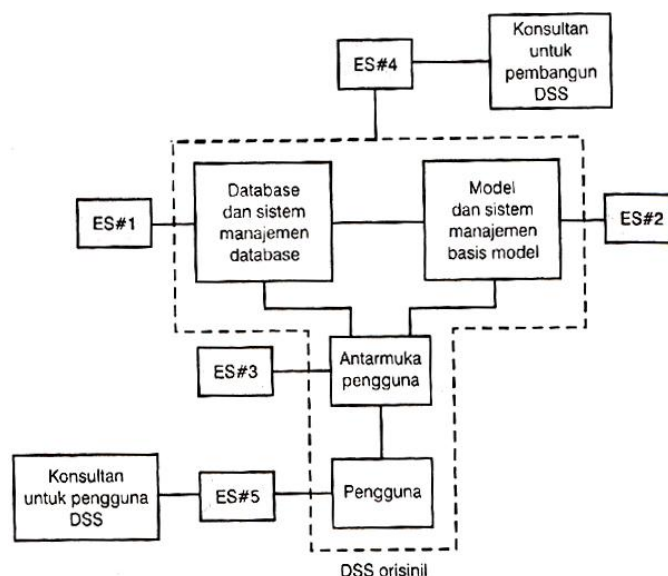 Konsultan
untuk
pembangun
DSS
ES#4
Database
dan sistem
manajemen
database
Model
dan sistem
manajemen
basis model
ES#1
ES#2
Antarmuka
pengguna
ES#3
Konsultan
untuk pengguna
DSS
ES#5
Pengguna
DSS orisinil